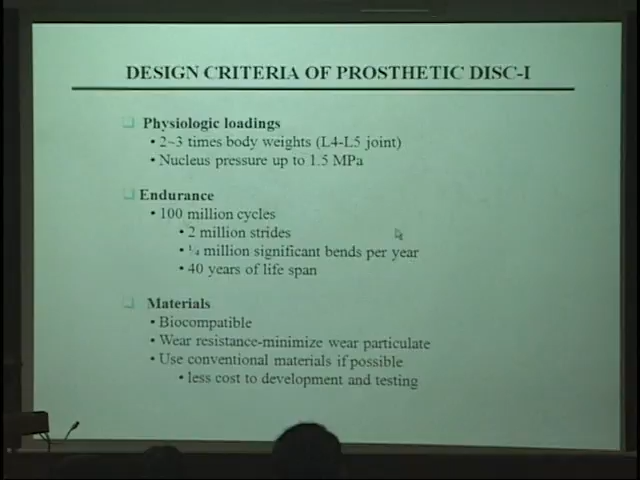 DESIGN CRITERIA OF PROSTHETIC DISC-I
Physiologic loadings
• 2~3 times body weights (L4-L5 joint)
• Nucleus pressure up to 1.5 MPa
Endurance
• 100 million cycles
• 2 million strides
• ¼ million significant bends per year
• 40 years of life span
Materials
• Biocompatible
• Wear resistance-minimize wear particulate
• Use conventional materials if possible
• less cost to development and testing